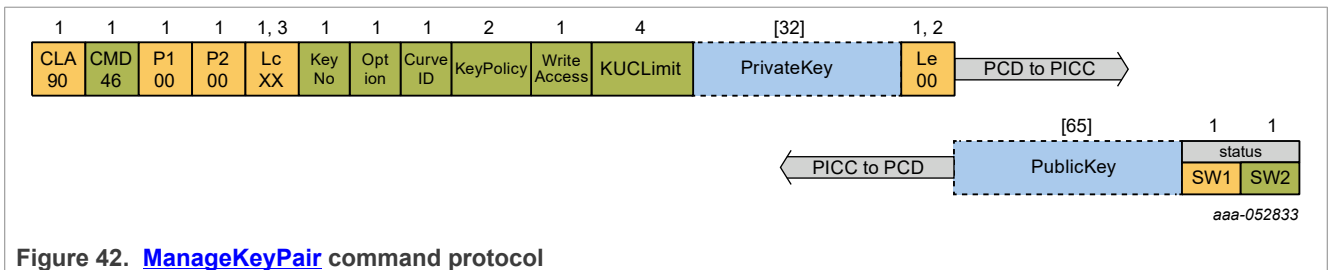 1 1 1 1 1, 3 1 1 1 2 1 4 [32] 1, 2
CLA CMD P1 P2 Lc Key Opt Curve KeyPolicy Write KUCLimit PrivateKey Le PCD to PICC
90 46 00 00 XX No ion ID Access 00
[65] 1 1
PICC to PCD PublicKey status
SW1 SW2
aaa-052833
Figure 42. ManageKeyPair command protocol